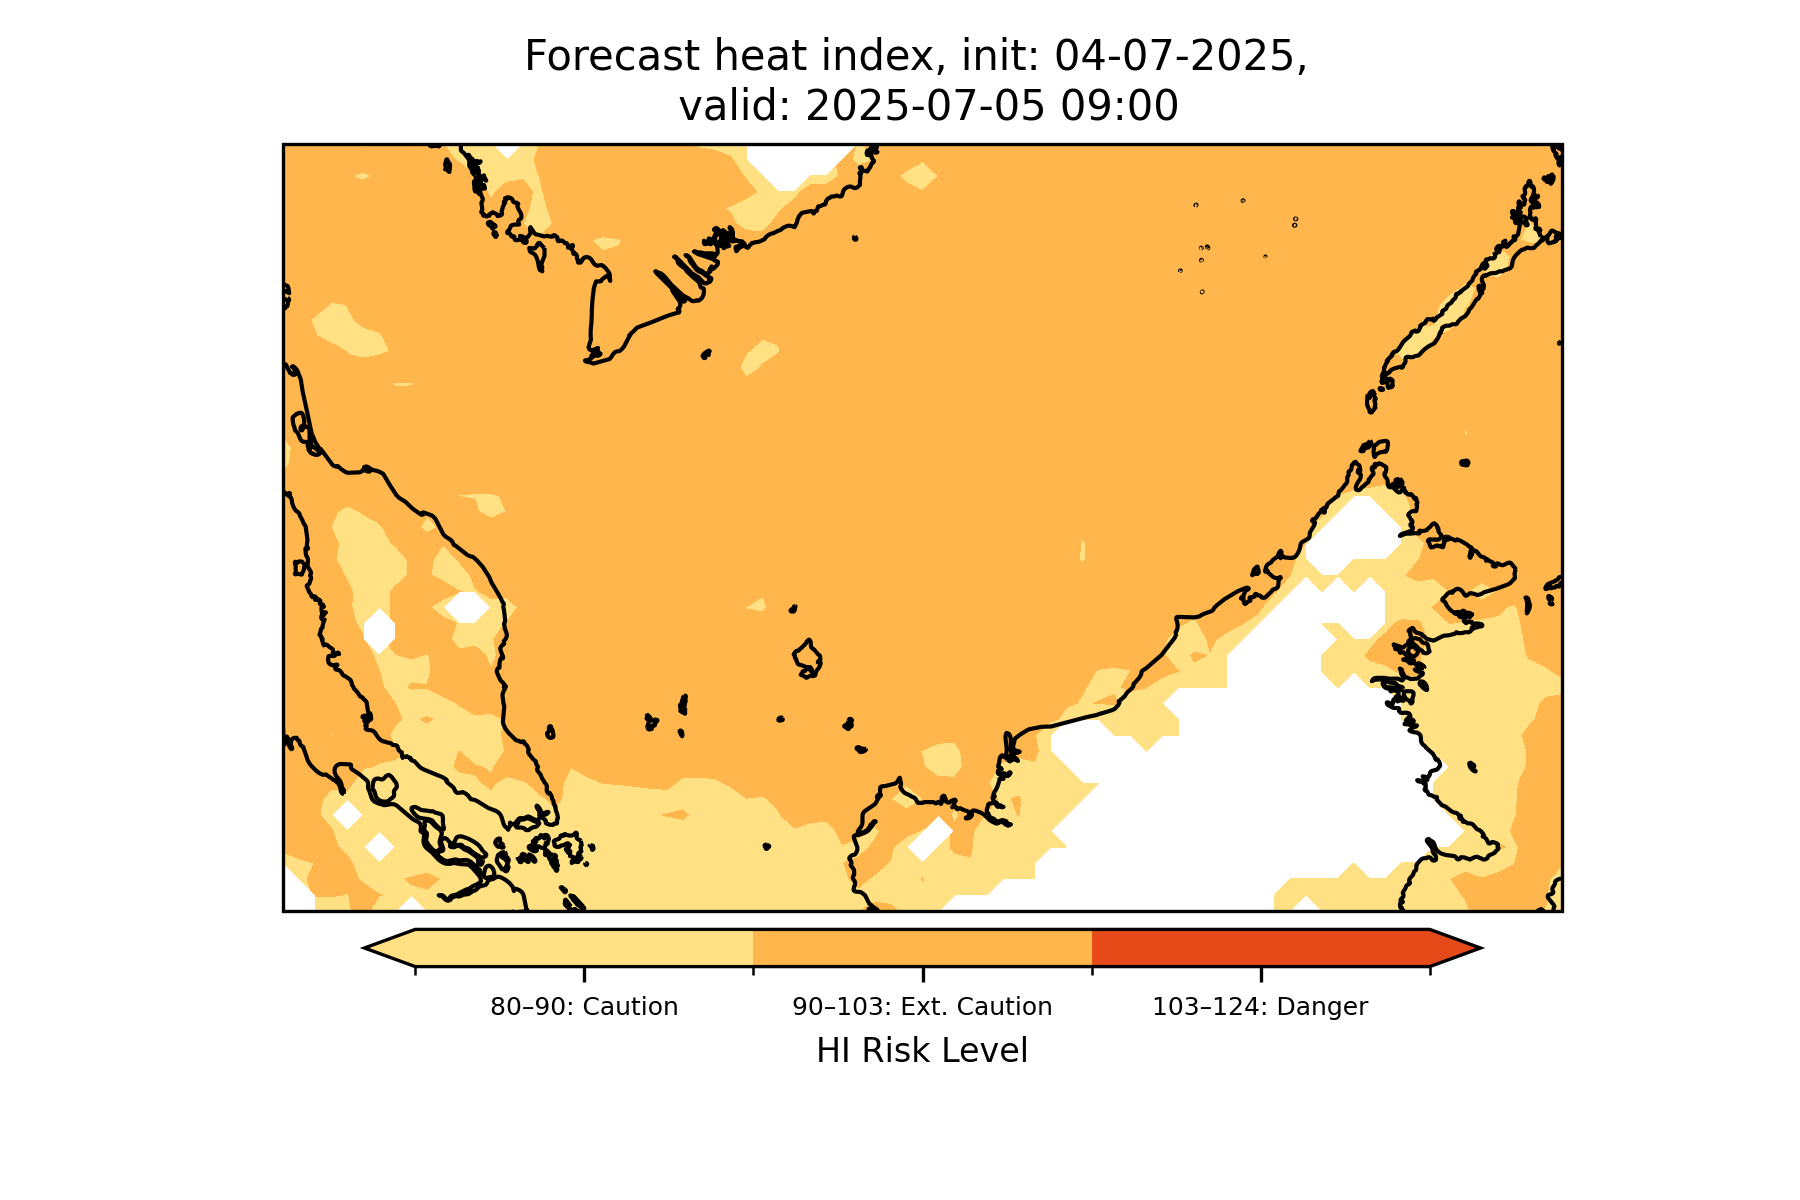 Forecast heat index, init: 04-07-2025,
valid: 2025-07-05 09:00
80–90: Caution
90–103: Ext. Caution
103–124: Danger
HI Risk Level